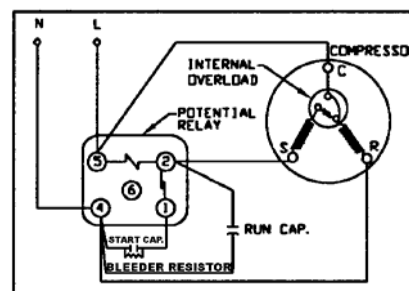 N L
COMPRESSO
INTERNAL
OVERLOAD
C
POTENTIAL
RELAY
S R
5 2
6
4 1
START CAP.
RUN CAP.
BLEEDER RESISTOR